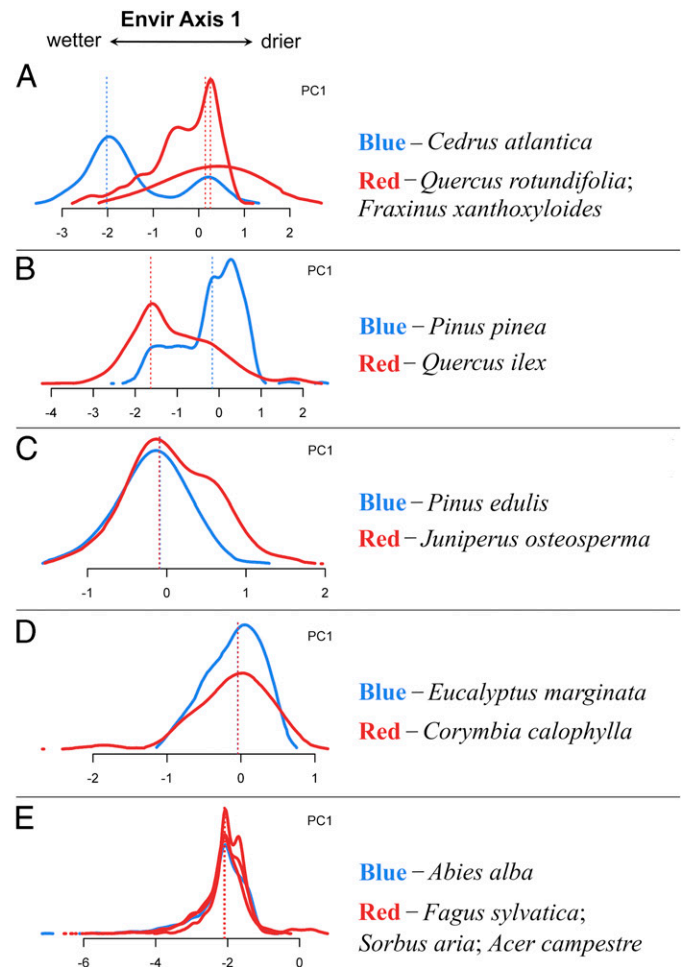 Envir Axis 1
wetter drier
A
PC1
Blue – Cedrus atlantica
Red – Quercus rotundifolia;
Fraxinus xanthoxyloides
-3 -2 -1 0 1 2
B
PC1
Blue – Pinus pinea
Red – Quercus ilex
-4 -3 -2 -1 0 1 2
C
PC1
Blue – Pinus edulis
Red – Juniperus osteosperma
-1 0 1 2
D
PC1
Blue – Eucalyptus marginata
Red – Corymbia calophylla
-2 -1 0 1
E
PC1
Blue – Abies alba
Red – Fagus sylvatica;
Sorbus aria; Acer campestre
-6 -4 -2 0